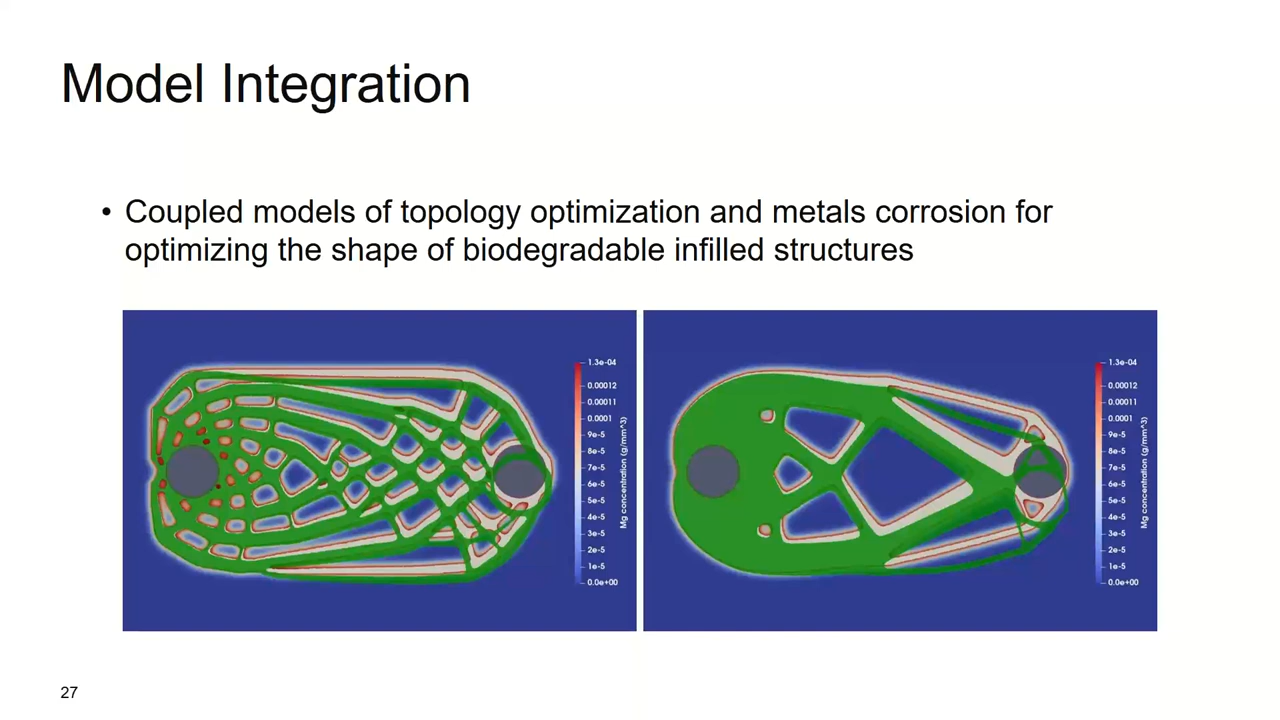 Model Integration
• Coupled models of topology optimization and metals corrosion for
optimizing the shape of biodegradable infilled structures
1.3e-04
0.00012
0.00011
0.0001
9e-5
8e-5
7e-5
6e-5
5e-5
4e-5
3e-5
2e-5
1e-5
0.0e+00
Mg concentration (g/mm^3)
1.3e-04
0.00012
0.00011
0.0001
9e-5
8e-5
7e-5
6e-5
5e-5
4e-5
3e-5
2e-5
1e-5
0.0e+00
Mg concentration (g/mm^3)
27